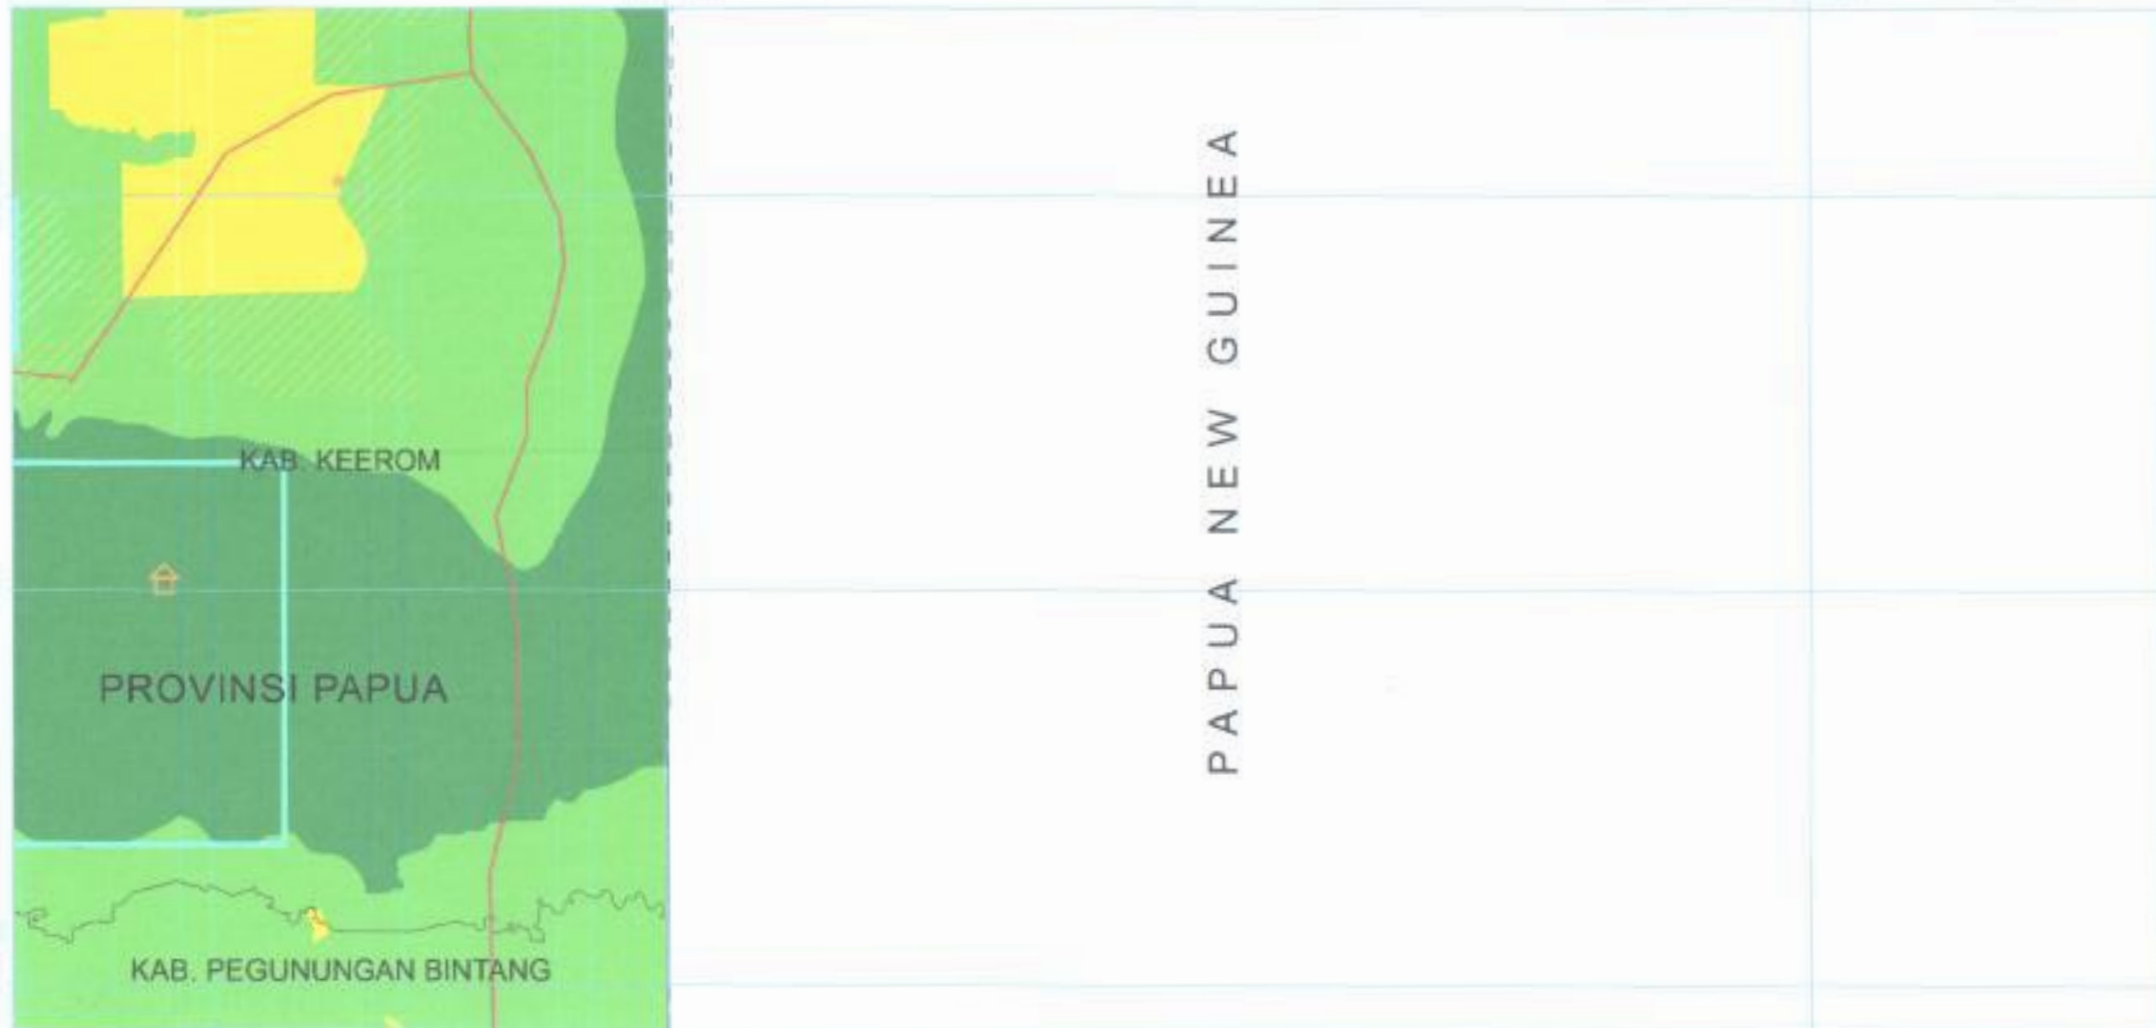 KAB. KEEROM
PROVINSI PAPUA
KAB. PEGUNUNGAN BINTANG
PAPUA NEW GUINEA